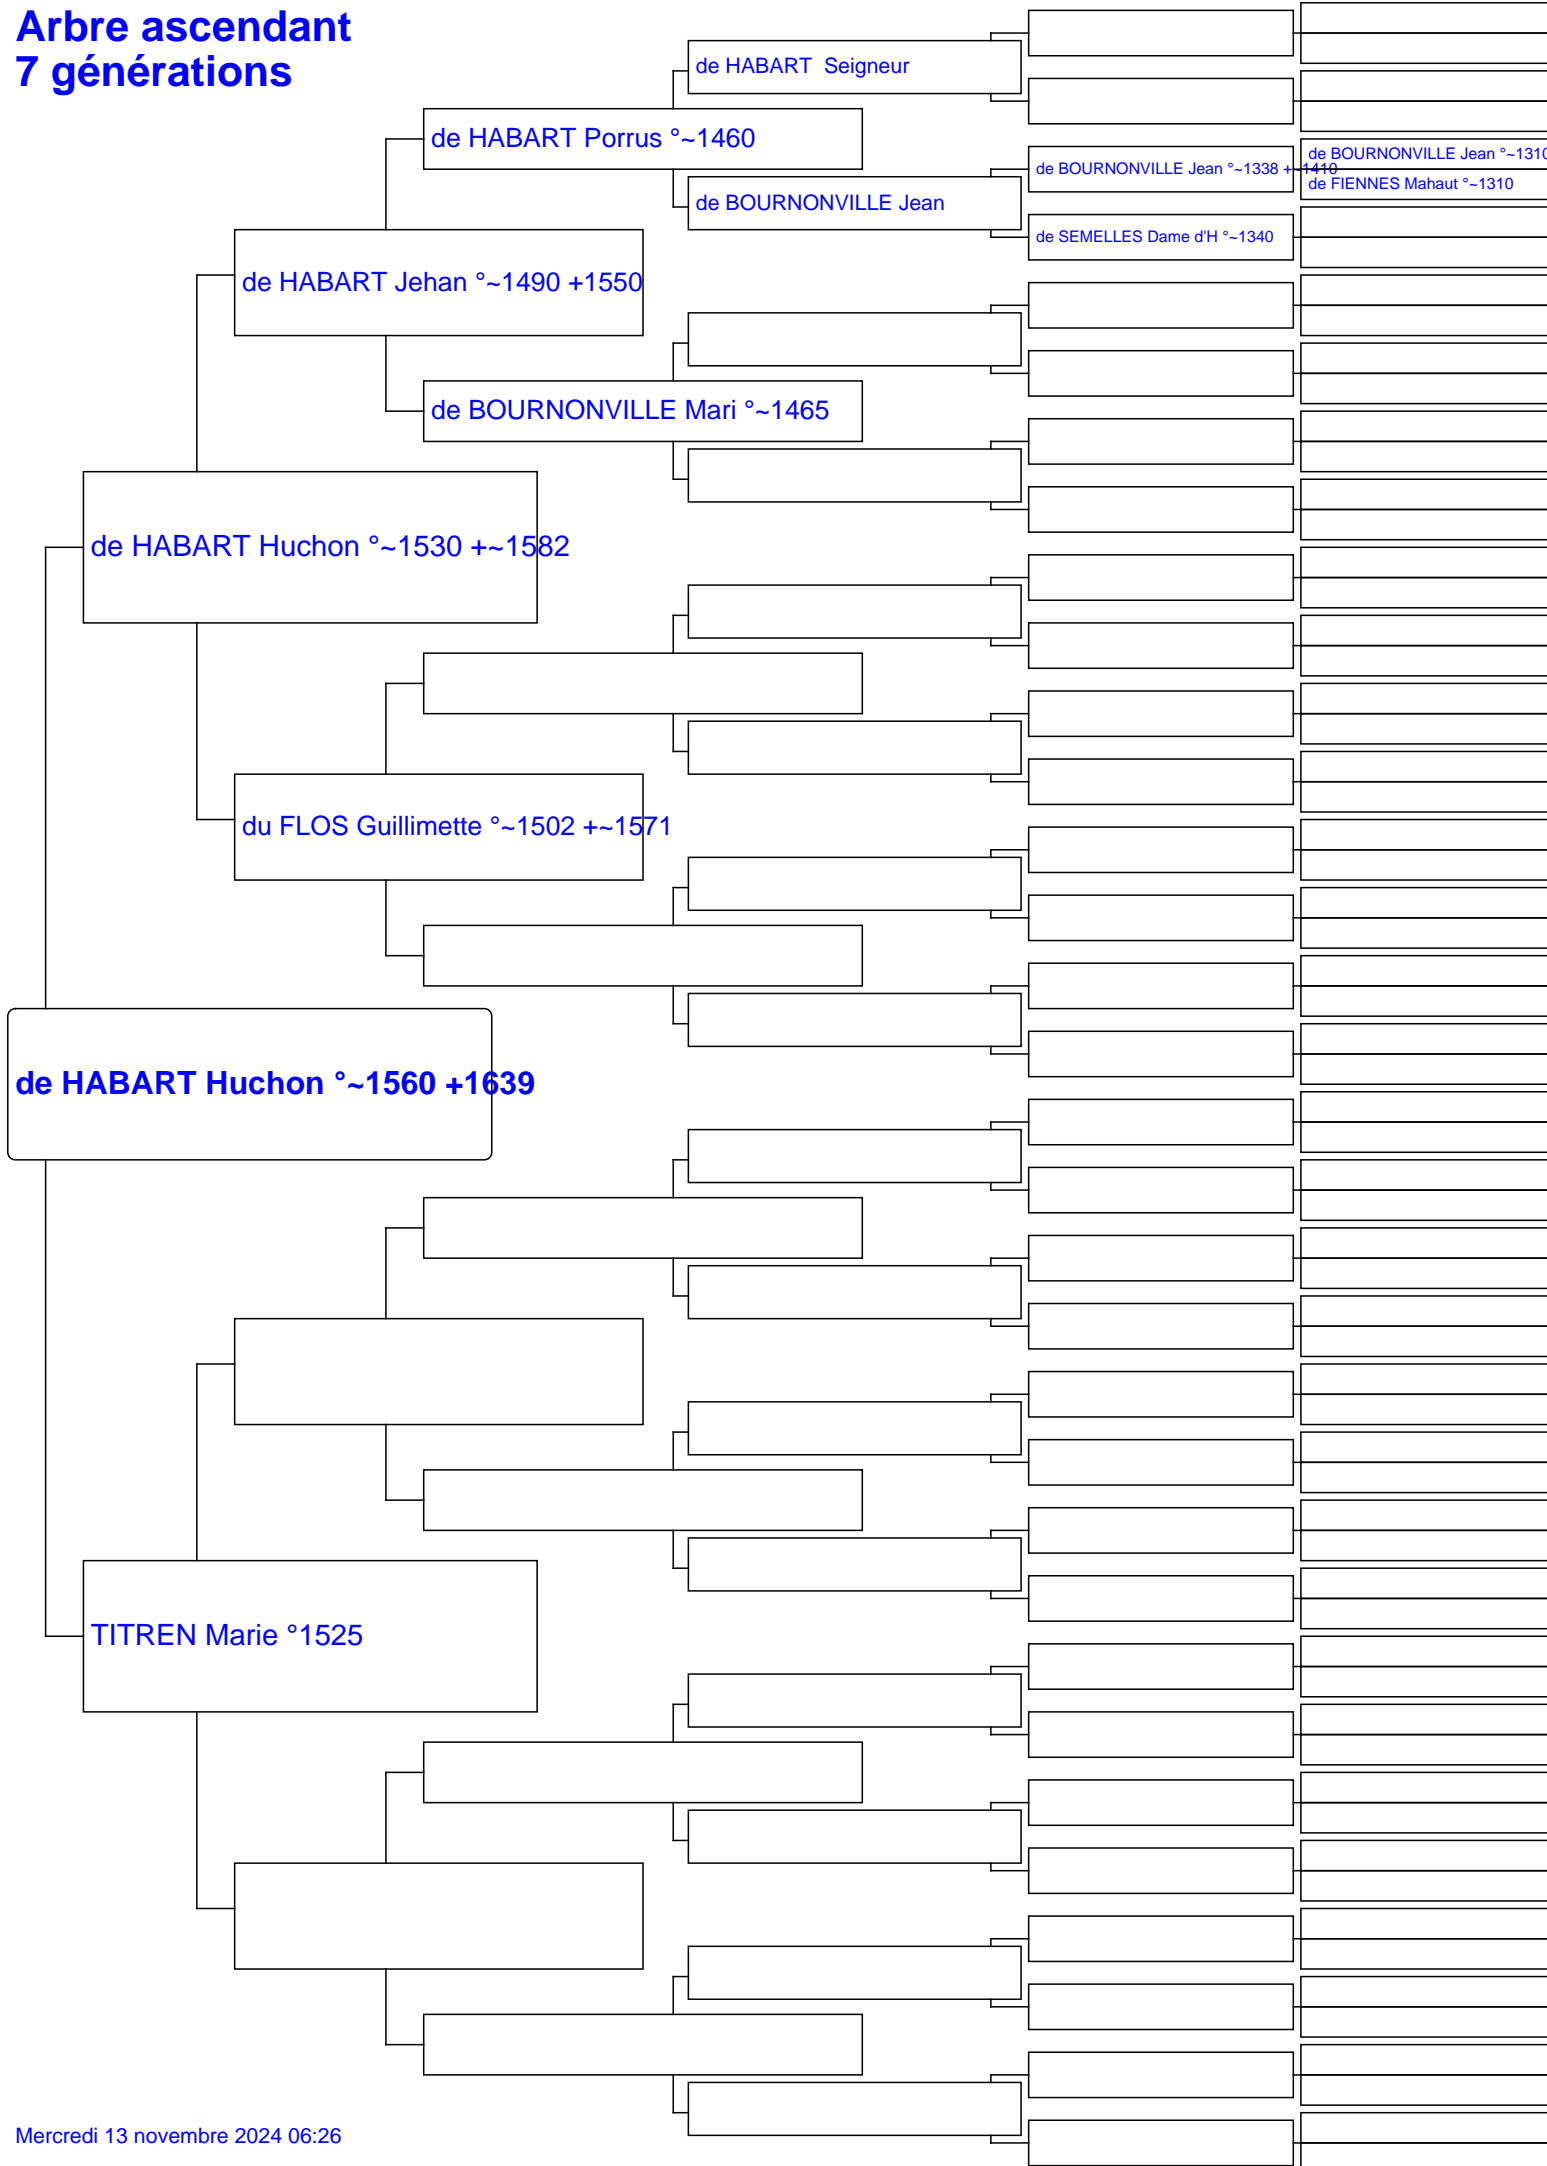 Arbre ascendant
7 générations
de HABART  Seigneur
de HABART Porrus °~1460
de BOURNONVILLE Jean °~1310
de BOURNONVILLE Jean °~1338 +~1410
de FIENNES Mahaut °~1310
de BOURNONVILLE Jean
de SEMELLES Dame d'H °~1340
de HABART Jehan °~1490 +1550
de BOURNONVILLE Mari °~1465
de HABART Huchon °~1530 +~1582
du FLOS Guillimette °~1502 +~1571
de HABART Huchon °~1560 +1639
TITREN Marie °1525
Mercredi 13 novembre 2024 06:26